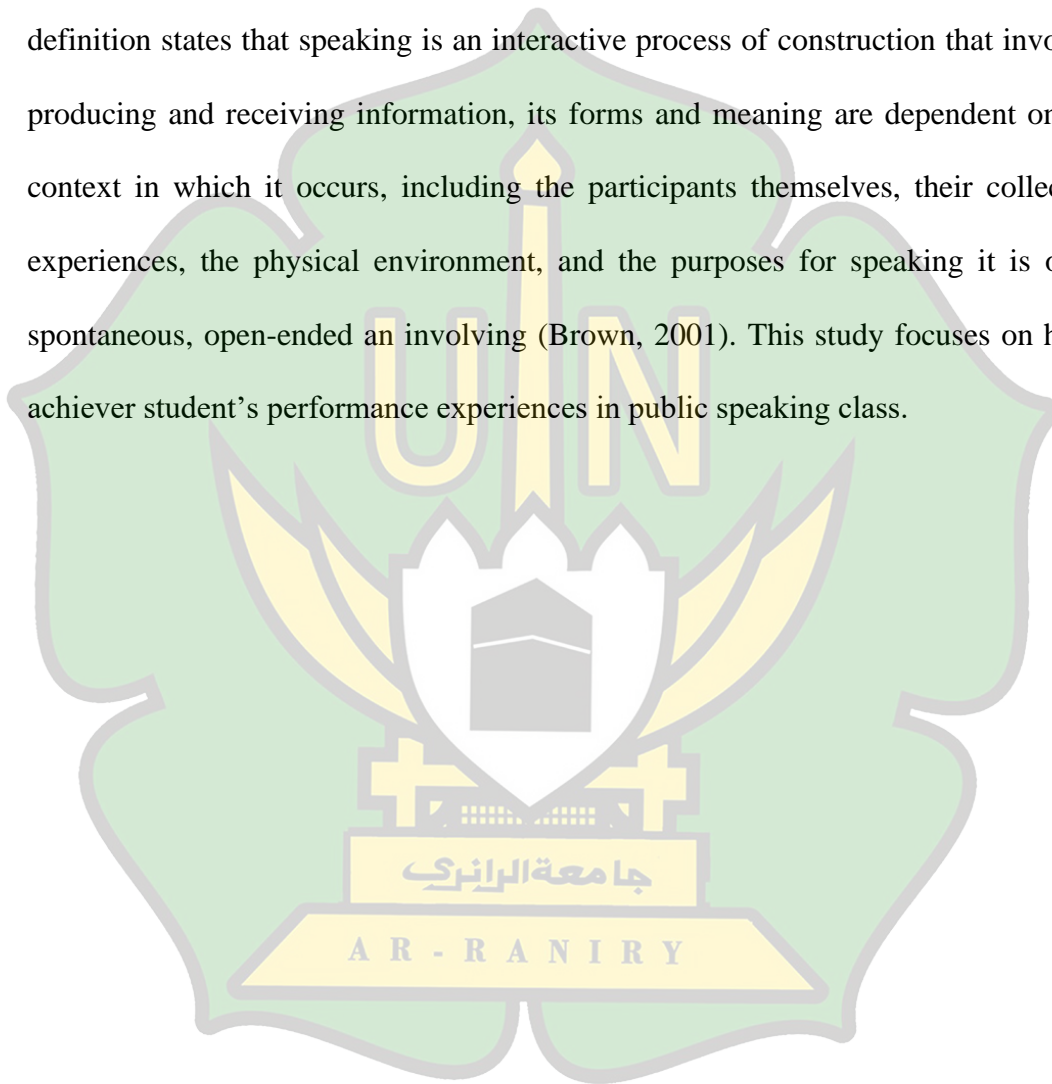 definition states that speaking is an interactive process of construction that invo
producing and receiving information, its forms and meaning are dependent on
context in which it occurs, including the participants themselves, their collec
experiences, the physical environment, and the purposes for speaking it is o
spontaneous, open-ended an involving (Brown, 2001). This study focuses on h
achiever student’s performance experiences in public speaking class.
UIN
جامعة الرانري
AR-RANIRY